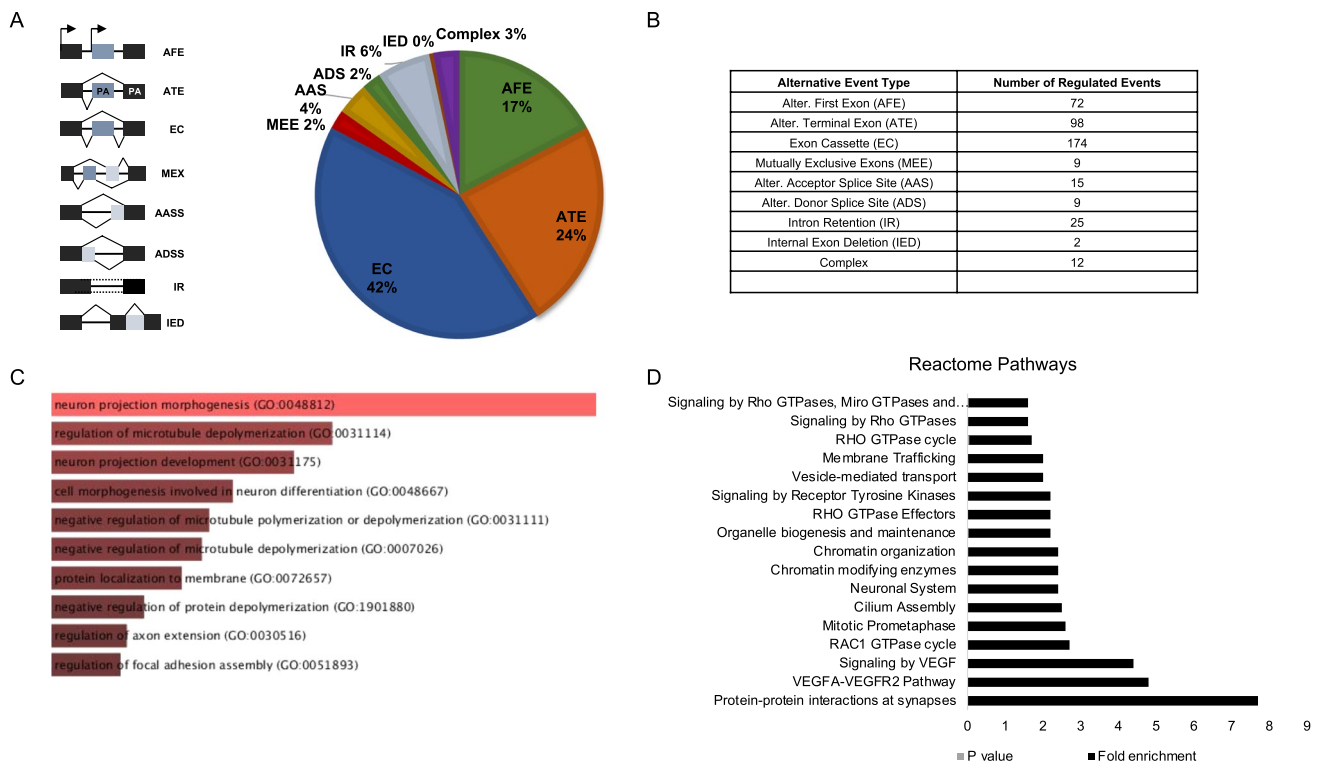 A
AFE
ATE
PA
PA
EC
MEX
AASS
ADSS
IR
IED
IED 0%
Complex 3%
IR 6%
ADS 2%
AAS
4%
MEE 2%
AFE
17%
ATE
24%
EC
42%
B
Alternative Event Type Number of Regulated Events
Alter. First Exon (AFE) 72
Alter. Terminal Exon (ATE) 98
Exon Cassette (EC) 174
Mutually Exclusive Exons (MEE) 9
Alter. Acceptor Splice Site (AAS) 15
Alter. Donor Splice Site (ADS) 9
Intron Retention (IR) 25
Internal Exon Deletion (IED) 2
Complex 12
C
neuron projection morphogenesis (GO:0048812)
regulation of microtubule depolymerization (GO:0031114)
neuron projection development (GO:0031175)
cell morphogenesis involved in neuron differentiation (GO:0048667)
negative regulation of microtubule polymerization or depolymerization (GO:0031111)
negative regulation of microtubule depolymerization (GO:0007026)
protein localization to membrane (GO:0072657)
negative regulation of protein depolymerization (GO:1901880)
regulation of axon extension (GO:0030516)
regulation of focal adhesion assembly (GO:0051893)
D
Reactome Pathways
Signaling by Rho GTPases, Miro GTPases and...
Signaling by Rho GTPases
RHO GTPase cycle
Membrane Trafficking
Vesicle-mediated transport
Signaling by Receptor Tyrosine Kinases
RHO GTPase Effectors
Organelle biogenesis and maintenance
Chromatin organization
Chromatin modifying enzymes
Neuronal System
Cilium Assembly
Mitotic Prometaphase
RAC1 GTPase cycle
Signaling by VEGF
VEGFA-VEGFR2 Pathway
Protein-protein interactions at synapses
0 1 2 3 4 5 6 7 8 9
P value Fold enrichment